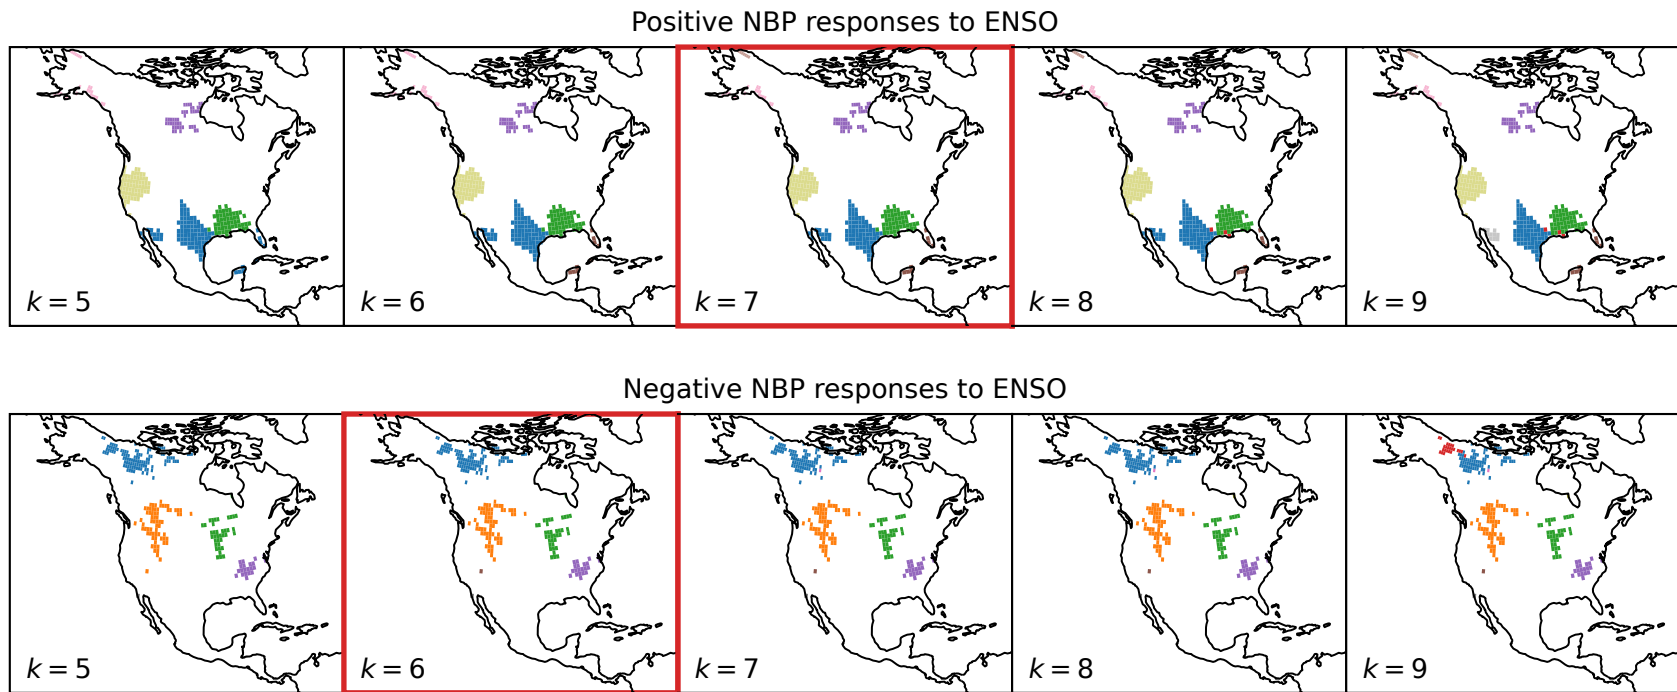 Positive NBP responses to ENSO
k = 5
k = 6
k = 7
k = 8
k = 9
Negative NBP responses to ENSO
k = 5
k = 6
k = 7
k = 8
k = 9